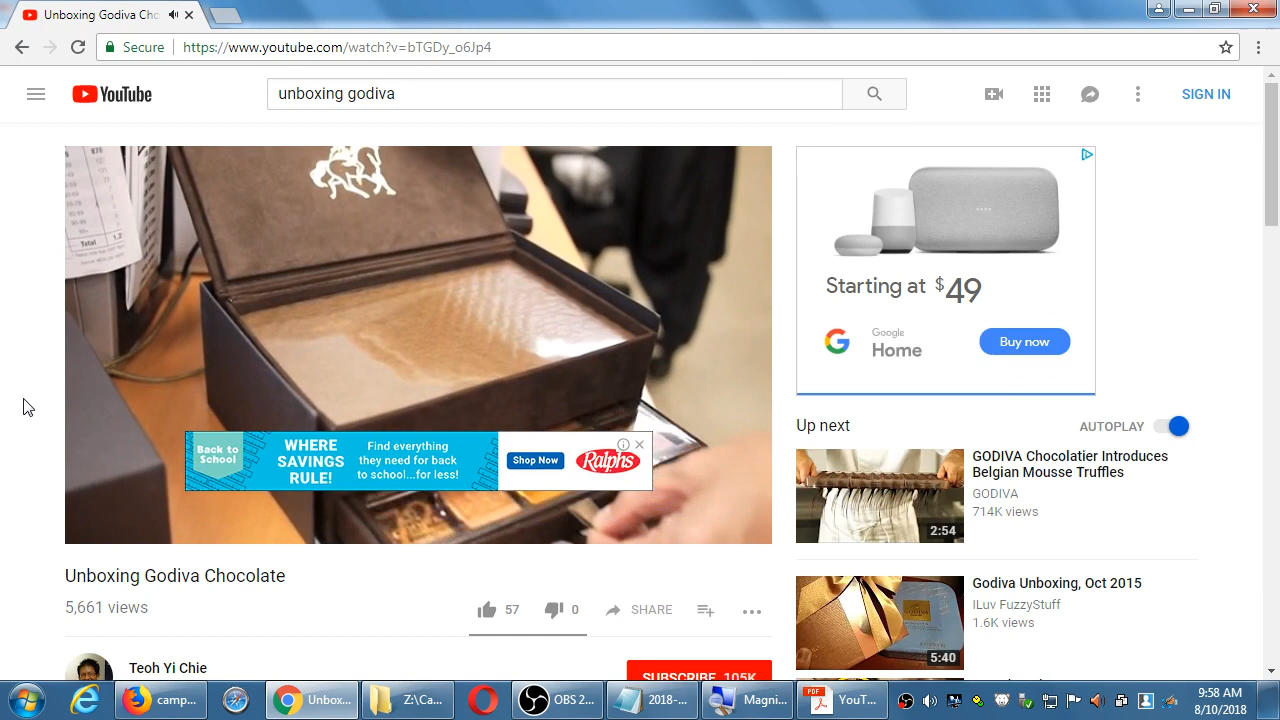 Unboxing Godiva Cho
Secure
https://www.youtube.com/watch?v=bTGDy_o6Jp4
YouTube
unboxing godiva
SIGN IN
Total
Back to
School
WHERE
SAVINGS
RULE!
Find everything
they need for back
to school...for less!
Shop Now
Ralphs
Unboxing Godiva Chocolate
5,661 views
57
0
SHARE
Teoh Yi Chie
SUBSCRIBE 105K
Starting at $49
Google
Home
Buy now
Up next
AUTOPLAY
GODIVA Chocolatier Introduces
Belgian Mousse Truffles
GODIVA
714K views
2:54
Godiva Unboxing, Oct 2015
ILuv FuzzyStuff
1.6K views
5:40
camp...
Unbox...
Z:\Ca...
OBS 2...
2018-...
Magni...
PDF
YouT...
9:58 AM
8/10/2018